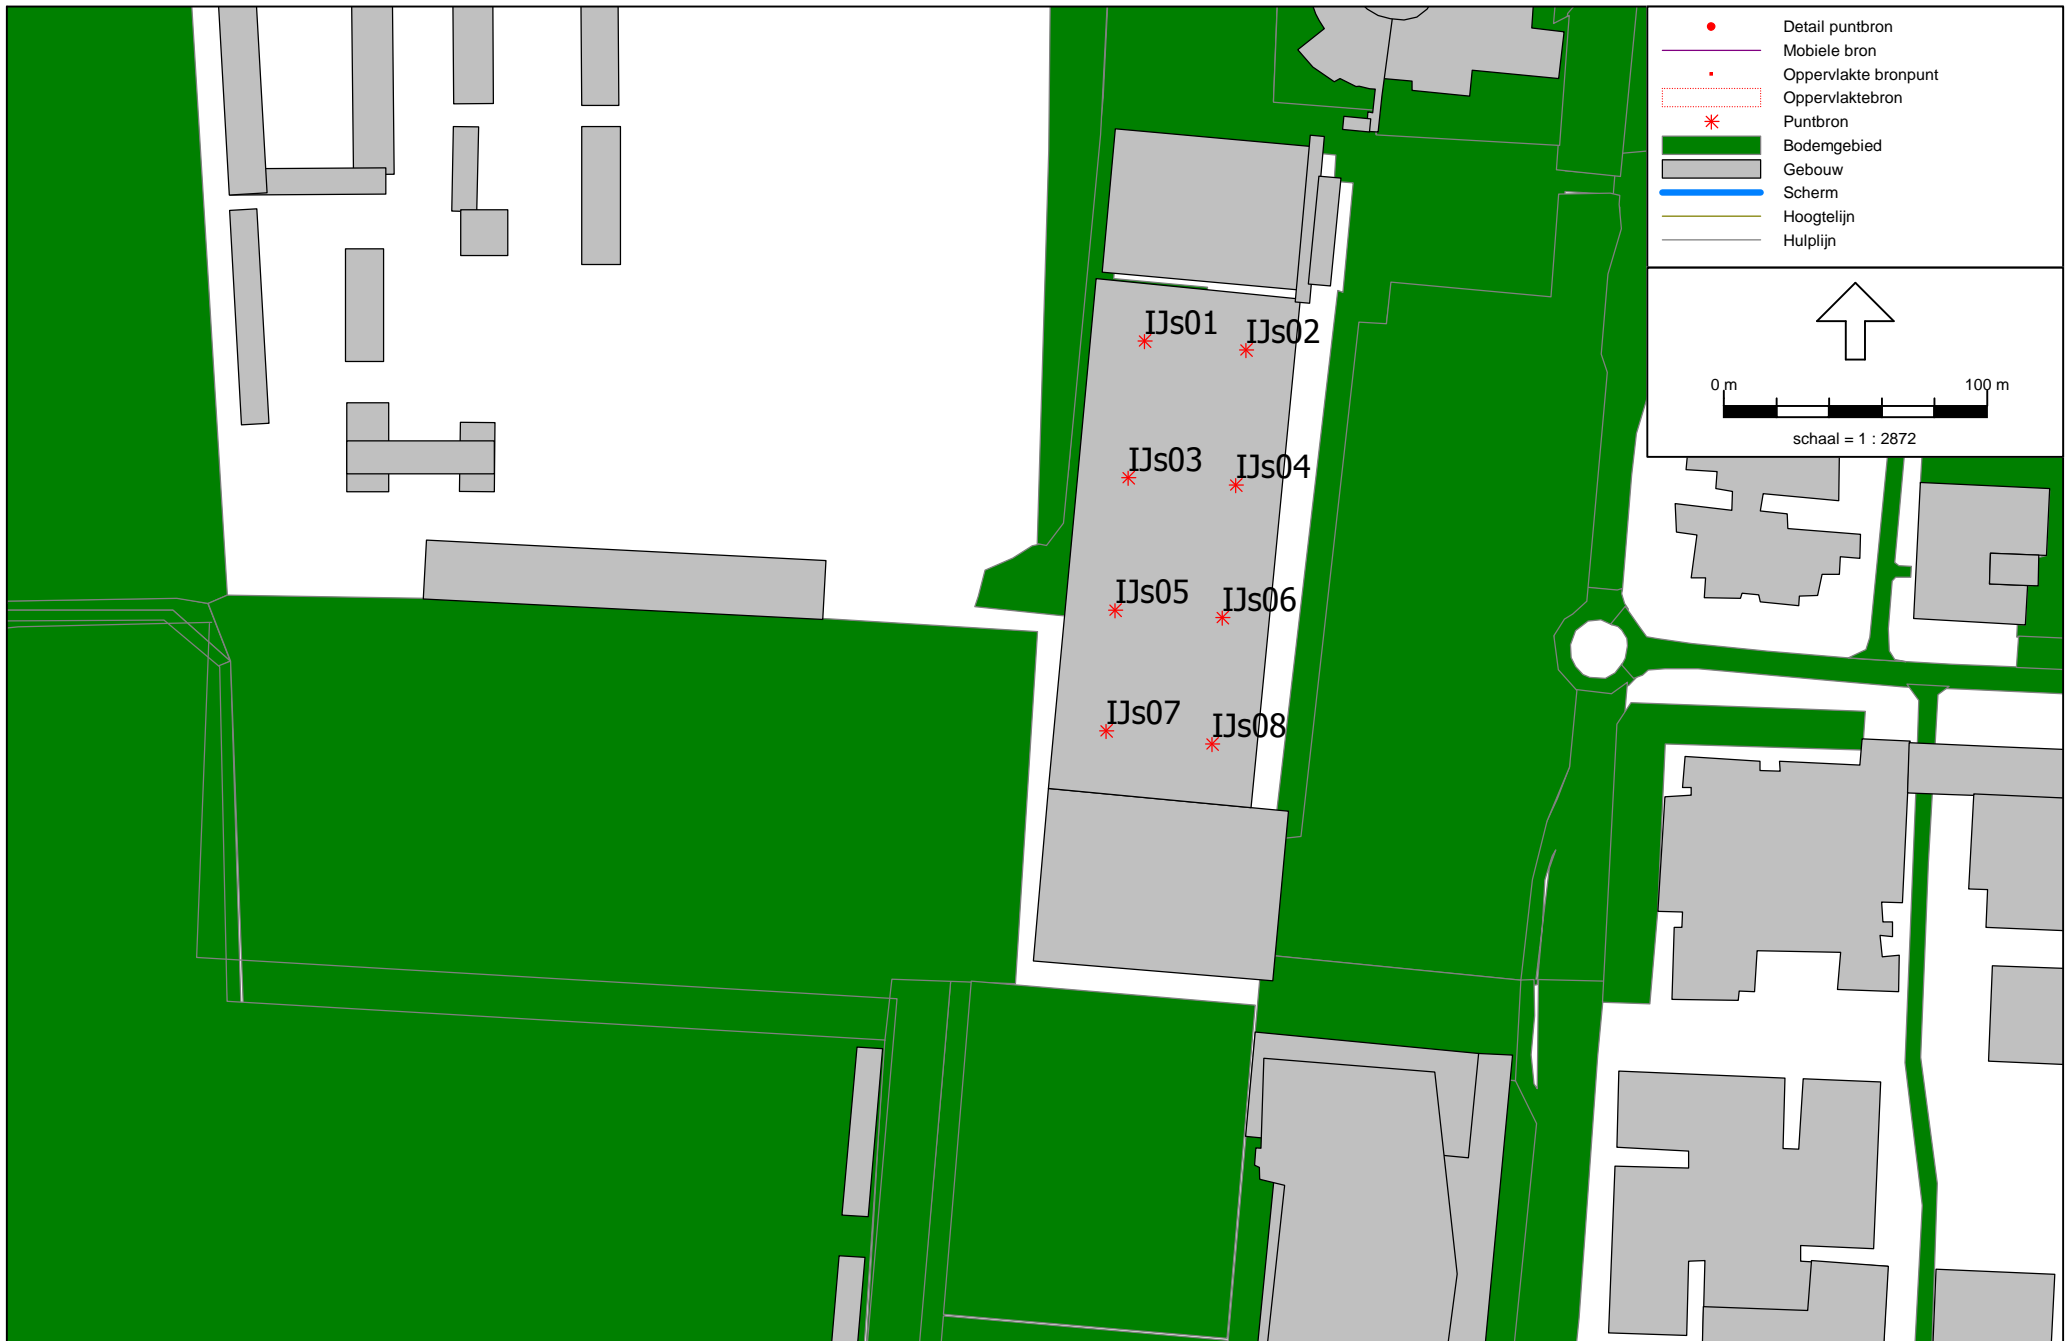 Detail puntbron
Mobiele bron
Oppervlakte bronpunt
Oppervlaktebron
Puntbron
Bodemgebied
Gebouw
Scherm
Hoogtelijn
Hulplijn
0 m 100 m
schaal = 1 : 2872
IJs01
IJs02
IJs03
IJs04
IJs05
IJs06
IJs07
IJs08